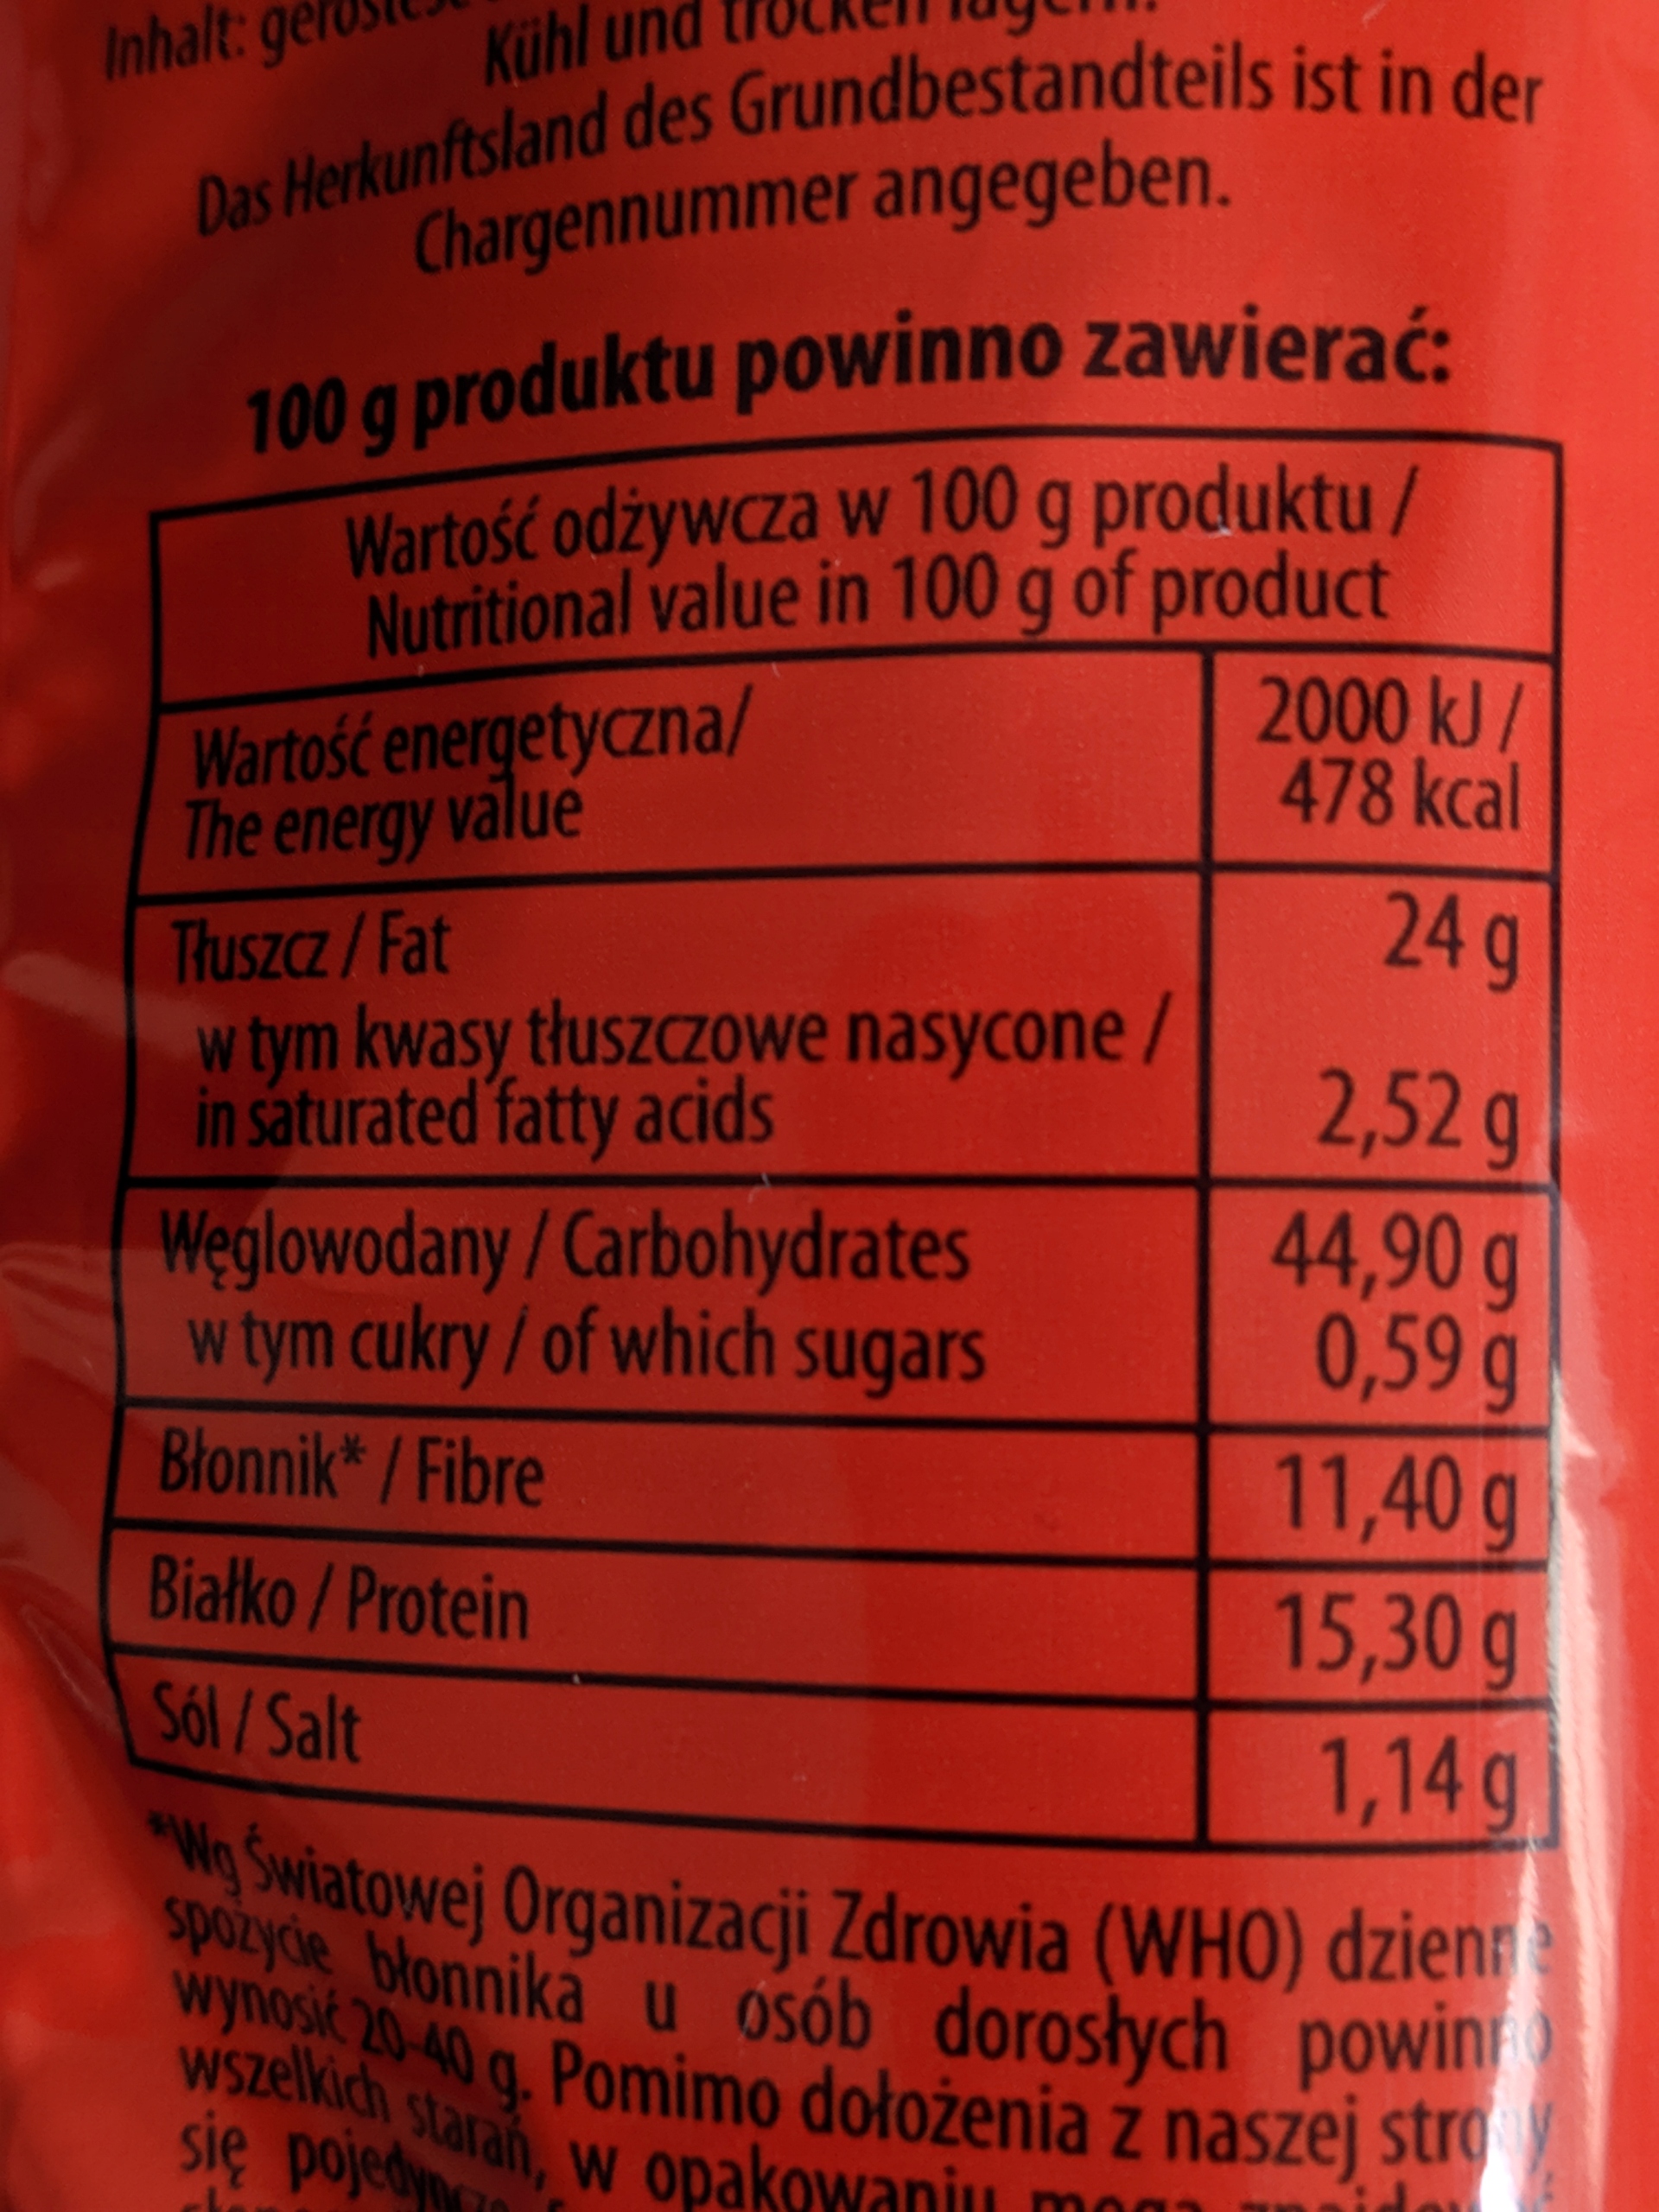 Inhalt:
Kühl und trocken lagern.
Das Herkunftsland des Grundbestandteils ist in der
Chargennummer angegeben.
100 g produktu powinno zawierać:
Wartość odżywcza w 100 g produktu /
Nutritional value in 100 g of product
Wartość energetyczna/
The energy value
2000 kJ /
478 kcal
Tłuszcz / Fat
24 g
w tym kwasy tłuszczowe nasycone /
in saturated fatty acids
2,52 g
Węglowodany / Carbohydrates
44,90 g
w tym cukry / of which sugars
0,59 g
Błonnik* / Fibre
11,40 g
Białko / Protein
15,30 g
Sól / Salt
1,14 g
*Wg Światowej Organizacji Zdrowia (WHO) dzienne
spożycie błonnika u osób dorosłych powinno
wynosić 20-40 g. Pomimo dołożenia z naszej strony
wszelkich starań, w opakowaniu mogą
się